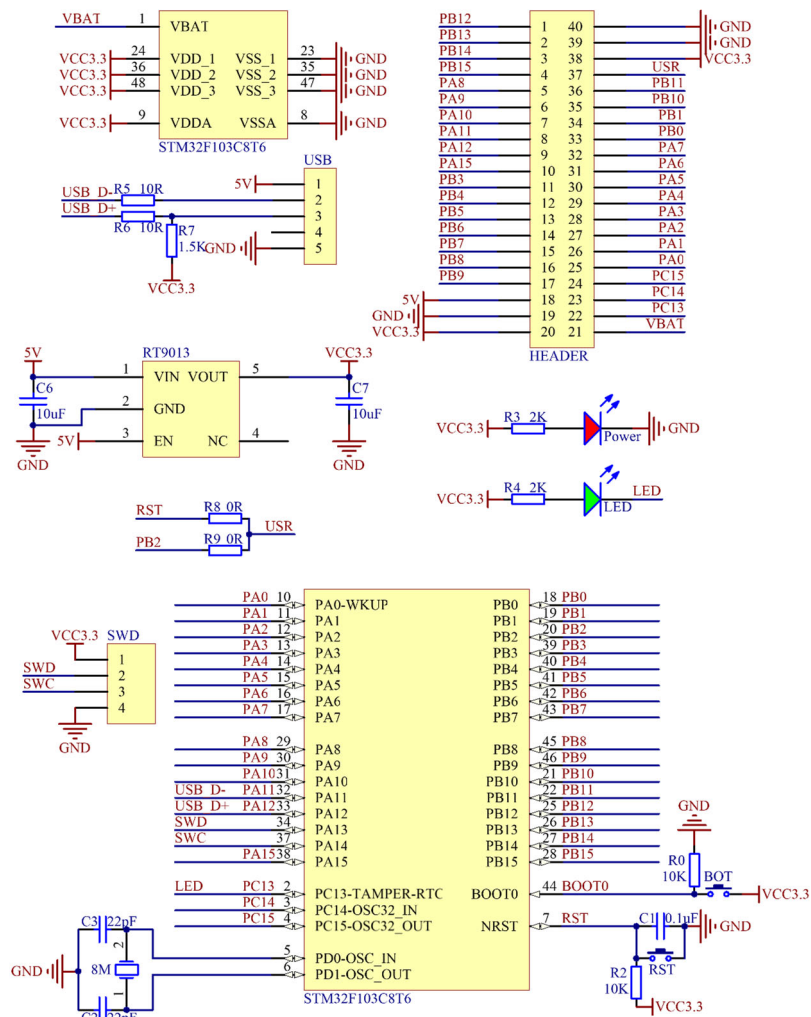 VBAT 1 VBAT
VCC3.3 24 VDD_1 VSS_1 23 GND
VCC3.3 36 VDD_2 VSS_2 35 GND
VCC3.3 48 VDD_3 VSS_3 47 GND
VCC3.3 9 VDDA VSSA 8 GND
STM32F103C8T6
USB
5V 1
USB D- R5 10R 2
USB D+ R6 10R 3
R7 1.5K 4
GND 5
VCC3.3
PB12 1 40 GND
PB13 2 39 GND
PB14 3 38 VCC3.3
PB15 4 37 USR
PA8 5 36 PB11
PA9 6 35 PB10
PA10 7 34 PB1
PA11 8 33 PB0
PA12 9 32 PA7
PA15 10 31 PA6
PB3 11 30 PA5
PB4 12 29 PA4
PB5 13 28 PA3
PB6 14 27 PA2
PB7 15 26 PA1
PB8 16 25 PA0
PB9 17 24 PC15
5V 18 23 PC14
GND 19 22 PC13
VCC3.3 20 21 VBAT
HEADER
5V RT9013 VCC3.3
1 VIN VOUT 5
C6 10uF 2 GND C7 10uF
5V 3 EN NC 4
GND GND
VCC3.3 R3 2K Power GND
VCC3.3 R4 2K LED LED
RST R8 0R
USR
PB2 R9 0R
SWD
VCC3.3 1
SWD 2
SWC 3
4
GND
PA0 10 PA0-WKUP PB0 18 PB0
PA1 11 PA1 PB1 19 PB1
PA2 12 PA2 PB2 20 PB2
PA3 13 PA3 PB3 39 PB3
PA4 14 PA4 PB4 40 PB4
PA5 15 PA5 PB5 41 PB5
PA6 16 PA6 PB6 42 PB6
PA7 17 PA7 PB7 43 PB7
PA8 29 PA8 PB8 45 PB8
PA9 30 PA9 PB9 46 PB9
PA10 31 PA10 PB10 21 PB10
USB D- PA11 32 PA11 PB11 22 PB11
USB D+ PA12 33 PA12 PB12 25 PB12
SWD 34 PA13 PB13 26 PB13
SWC 37 PA14 PB14 27 PB14
PA15 38 PA15 PB15 28 PB15
LED PC13 2 PC13-TAMPER-RTC BOOT0 44 BOOT0
PC14 3 PC14-OSC32_IN
PC15 4 PC15-OSC32_OUT NRST 7 RST
5 PD0-OSC_IN
6 PD1-OSC_OUT
STM32F103C8T6
C3 22pF
2
GND 8M
1
22pF
GND
R0 10K BOT
VCC3.3
C1 0.1uF GND
RST
R2 10K
VCC3.3